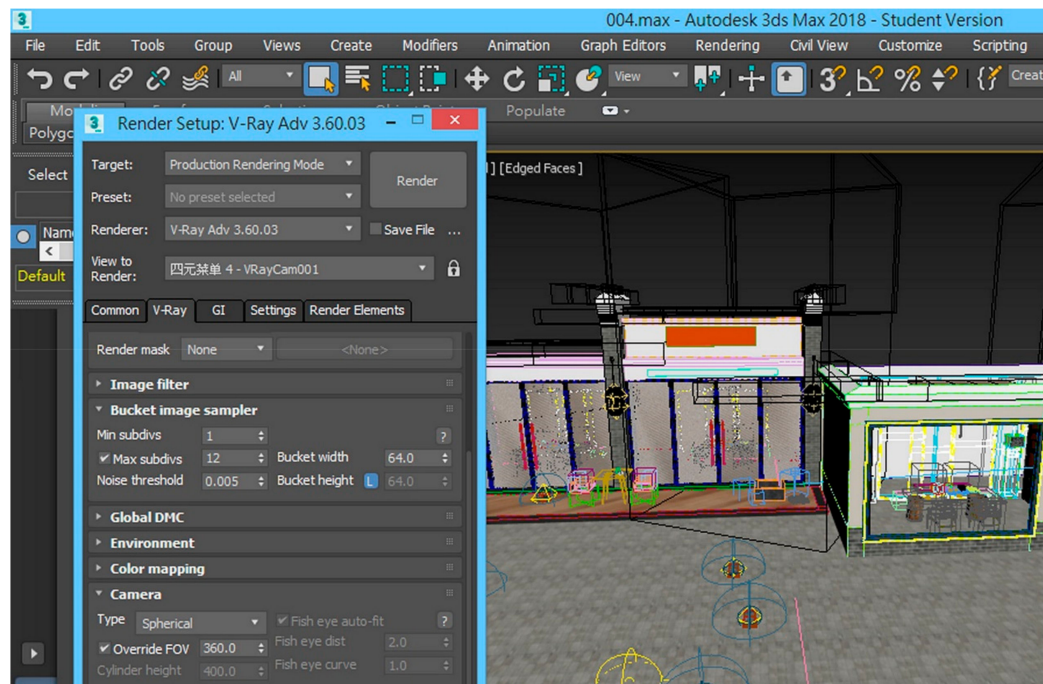 004.max - Autodesk 3ds Max 2018 - Student Version
File Edit Tools Group Views Create Modifiers Animation Graph Editors Rendering Civil View Customize Scripting
All View Creat
Populate
Polygo
Render Setup: V-Ray Adv 3.60.03
Select
Name
Default
] [Edged Faces ]
Target: Production Rendering Mode
Render
Preset: No preset selected
Renderer: V-Ray Adv 3.60.03 Save File ...
View to Render: 四元菜单 4 - VRayCam001
Common V-Ray GI Settings Render Elements
Render mask None <None>
Image filter
Bucket image sampler
Min subdivs 1 ?
Max subdivs 12 Bucket width 64.0
Noise threshold 0.005 Bucket height L 64.0
Global DMC
Environment
Color mapping
Camera
Type Spherical Fish eye auto-fit ?
Override FOV 360.0 Fish eye dist 2.0
Cylinder height 400.0 Fish eye curve 1.0